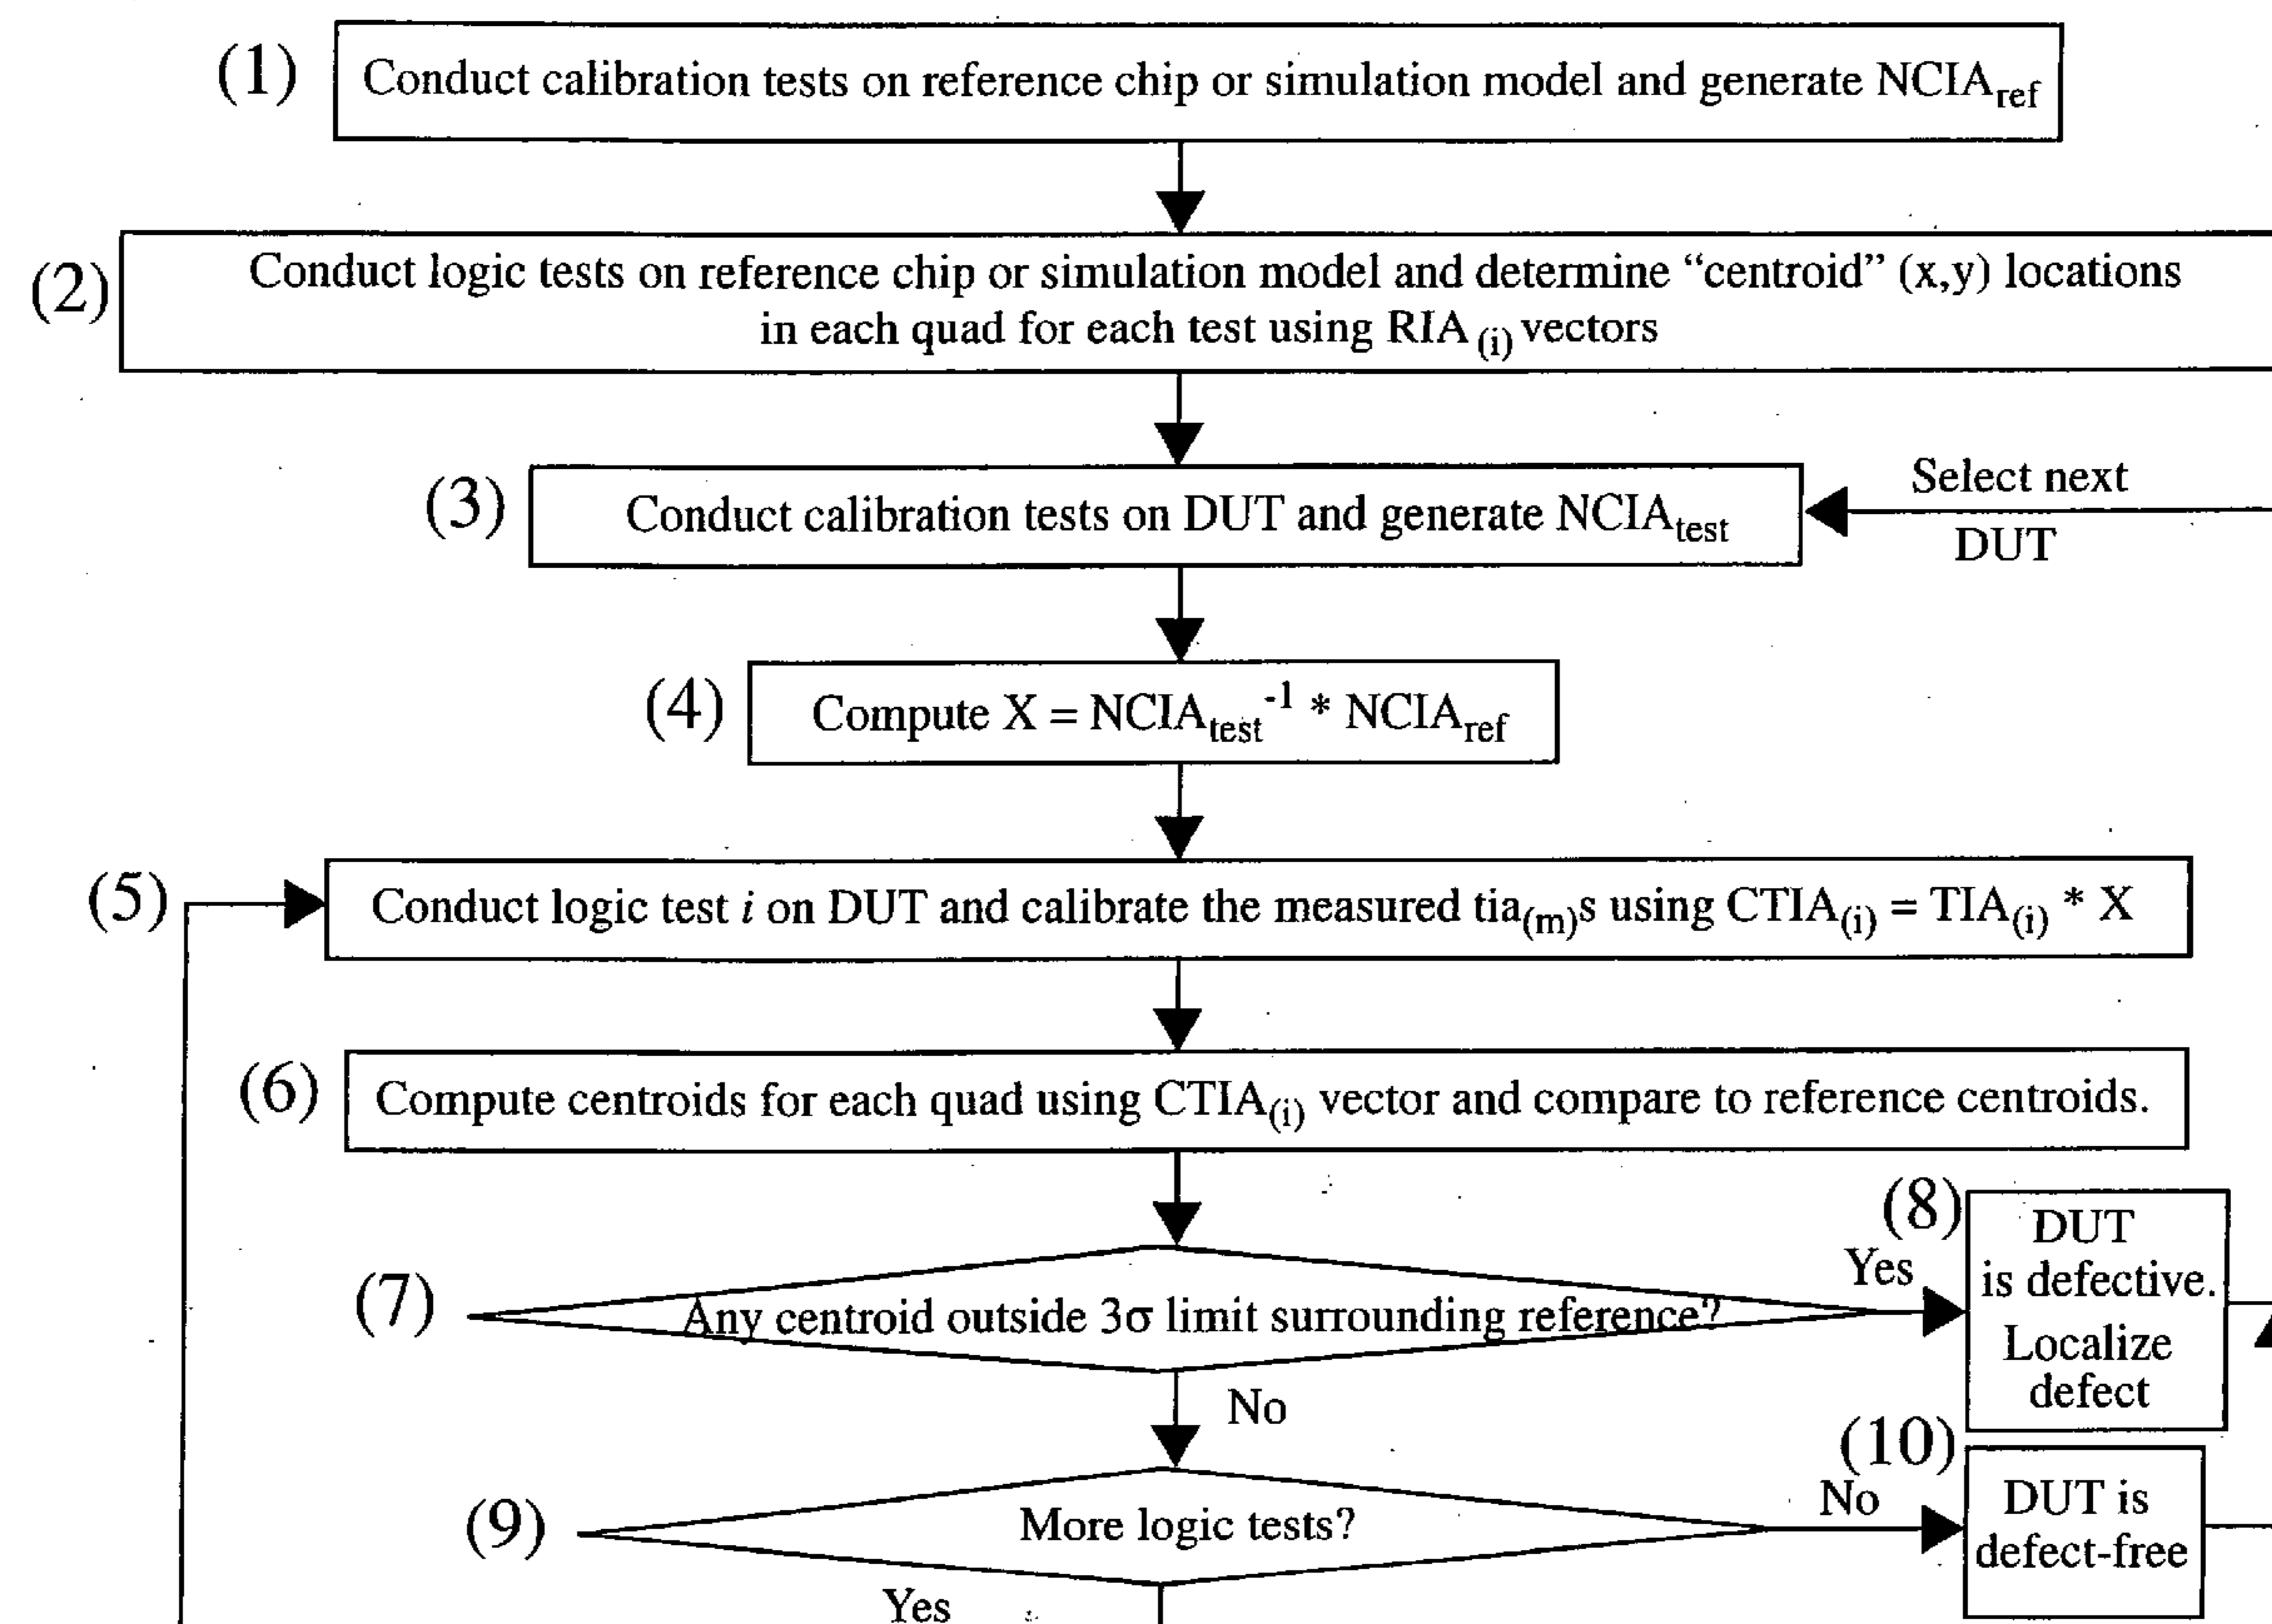 (1)
Conduct calibration tests on reference chip or simulation model and generate NCIA_ref
(2)
Conduct logic tests on reference chip or simulation model and determine “centroid” (x,y) locations
in each quad for each test using RIA (i) vectors
(3)
Conduct calibration tests on DUT and generate NCIA_test
Select next
DUT
(4)
Compute X = NCIA_test^-1 * NCIA_ref
(5)
Conduct logic test i on DUT and calibrate the measured tia(m)s using CTIA(i) = TIA(i) * X
(6)
Compute centroids for each quad using CTIA(i) vector and compare to reference centroids.
(7)
Any centroid outside 3σ limit surrounding reference?
Yes
(8)
DUT
is defective.
Localize
defect
No
(9)
More logic tests?
No
(10)
DUT is
defect-free
Yes